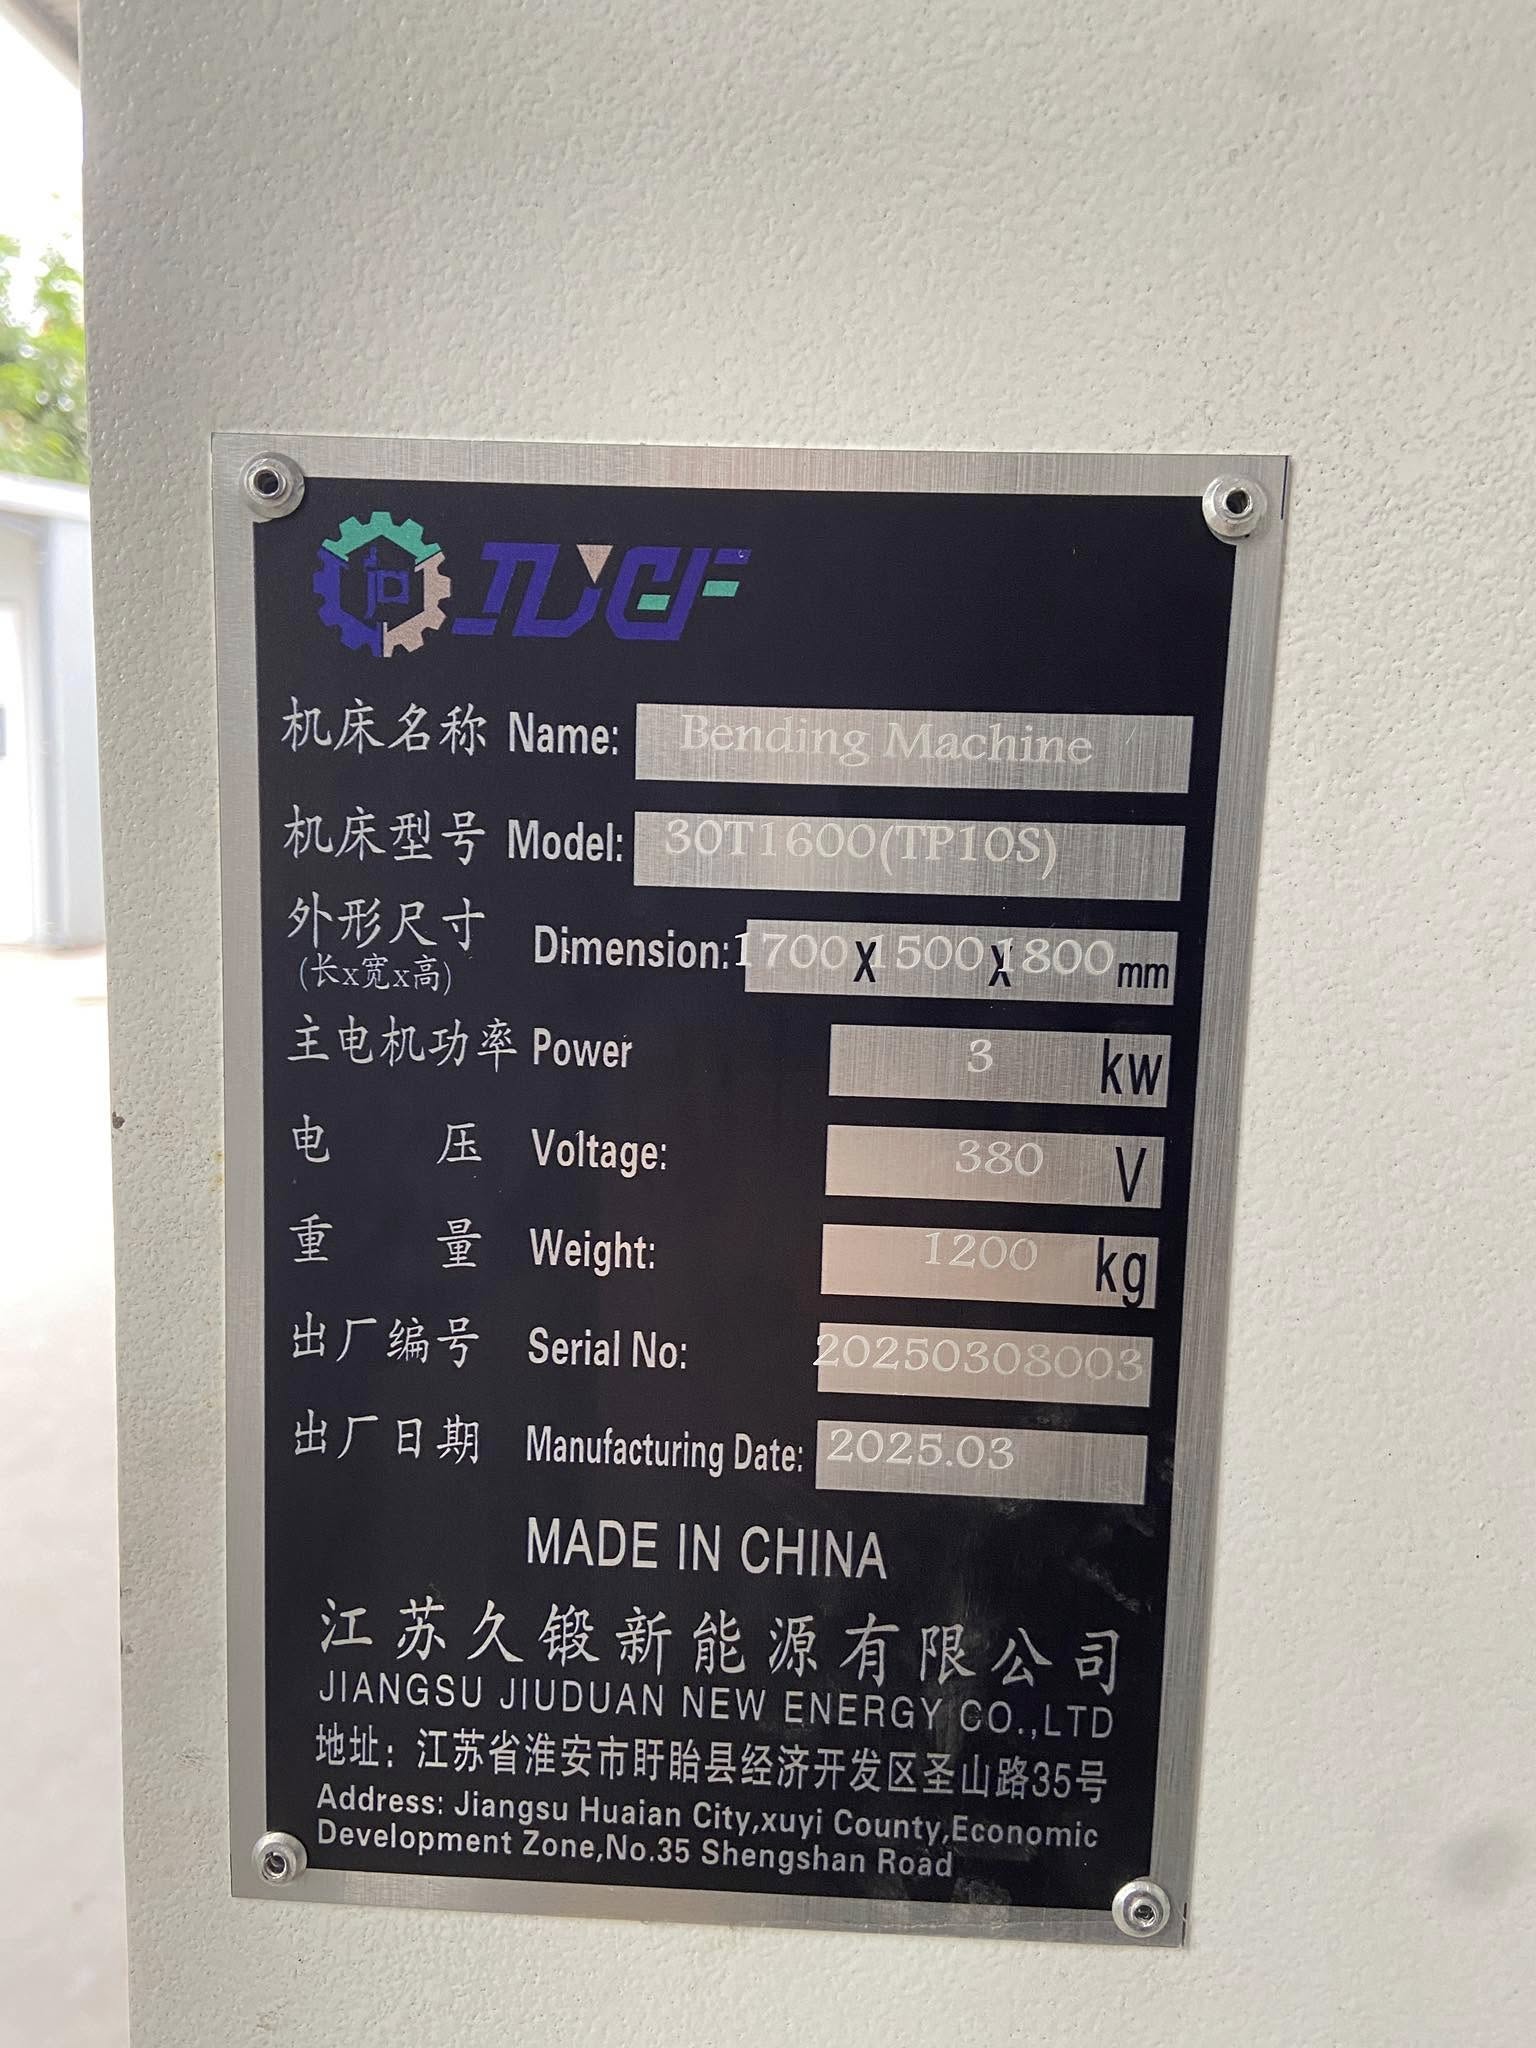 机床名称 Name: Bending Machine
机床型号 Model: 30T1600(TP10S)
外形尺寸 Dimension: 1700 x 1500 x 1800 mm
(长x宽x高)
主电机功率 Power 3 kw
电 压 Voltage: 380 V
重 量 Weight: 1200 kg
出厂编号 Serial No: 20250308003
出厂日期 Manufacturing Date: 2025.03
MADE IN CHINA
江苏久锻新能源有限公司
JIANGSU JIUDUAN NEW ENERGY CO.,LTD
地址：江苏省淮安市盱眙县经济开发区圣山路35号
Address: Jiangsu Huaian City,xuyi County,Economic
Development Zone,No.35 Shengshan Road